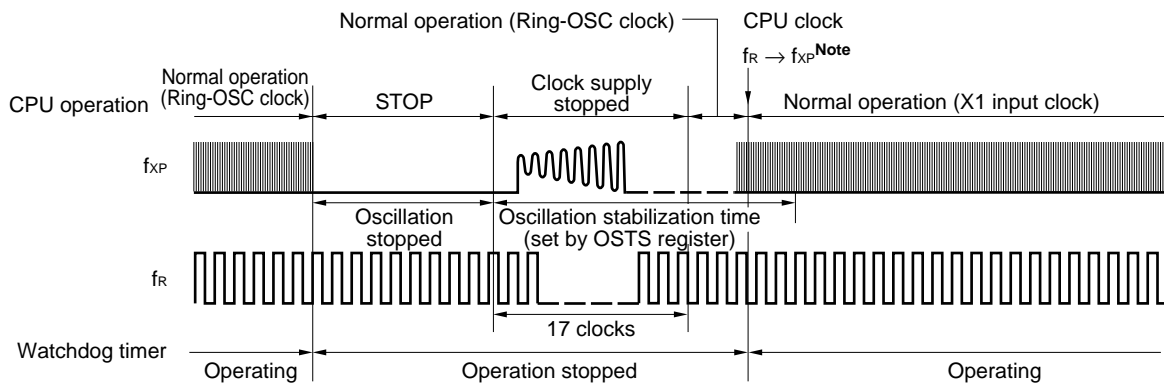 Normal operation (Ring-OSC clock)
CPU clock
fR → fXPNote
Normal operation
(Ring-OSC clock)
CPU operation
STOP
Clock supply
stopped
Normal operation (X1 input clock)
fXP
Oscillation
stopped
Oscillation stabilization time
(set by OSTS register)
fR
17 clocks
Watchdog timer
Operating
Operation stopped
Operating